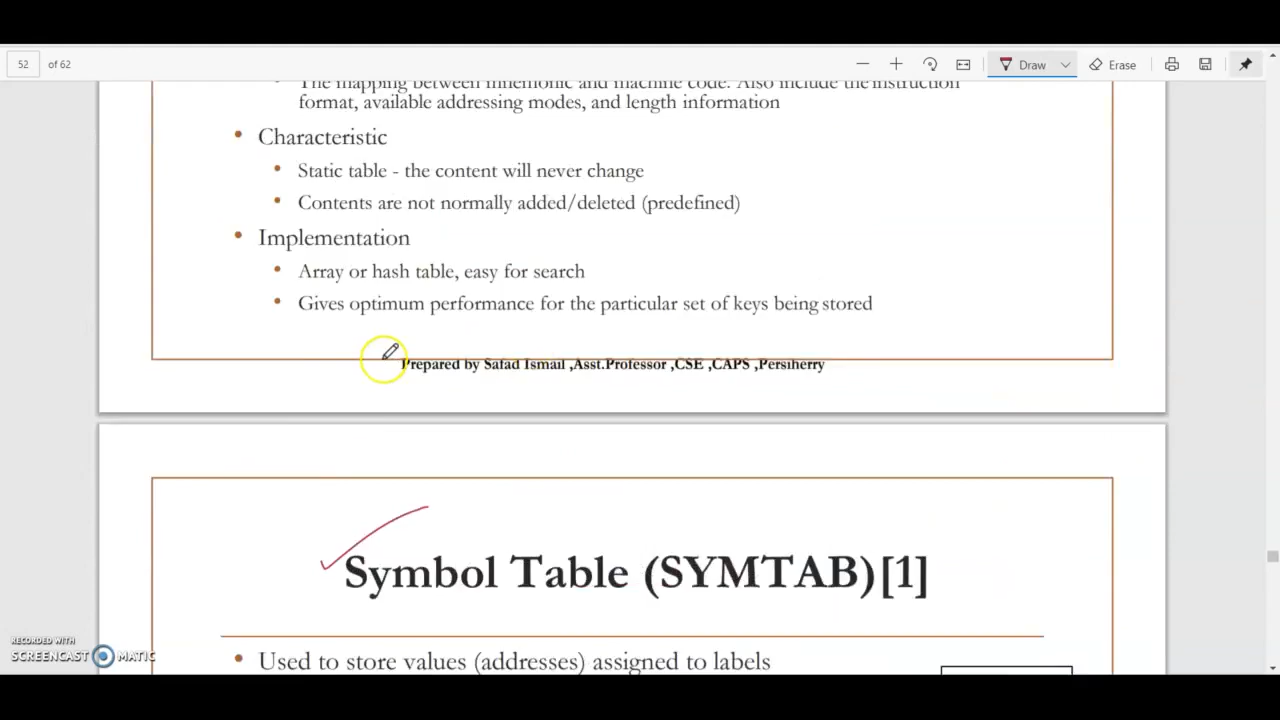 52 of 62 Draw Erase
The mapping between mnemonic and machine code. Also include the instruction
format, available addressing modes, and length information
• Characteristic
• Static table - the content will never change
• Contents are not normally added/deleted (predefined)
• Implementation
• Array or hash table, easy for search
• Gives optimum performance for the particular set of keys being stored
Prepared by Safad Ismail ,Asst.Professor ,CSE ,CAPS ,Persiherry
Symbol Table (SYMTAB)[1]
• Used to store values (addresses) assigned to labels
RECORDED WITH
SCREENCAST MATIC